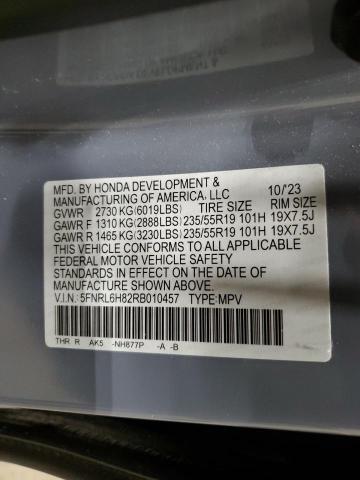 MFD. BY HONDA DEVELOPMENT &
MANUFACTURING OF AMERICA, LLC 10/'23
GVWR 2730 KG (6019LBS) TIRE SIZE RIM SIZE
GAWR F 1310 KG (2888LBS) 235/55R19 101H 19X7.5J
GAWR R 1465 KG (3230LBS) 235/55R19 101H 19X7.5J
THIS VEHICLE CONFORMS TO ALL APPLICABLE
FEDERAL MOTOR VEHICLE SAFETY
STANDARDS IN EFFECT ON THE DATE OF
MANUFACTURE SHOWN ABOVE.
V.I.N.: 5FNRL6H82RB010457 TYPE:MPV
THR R AK5 -NH877P -A -B